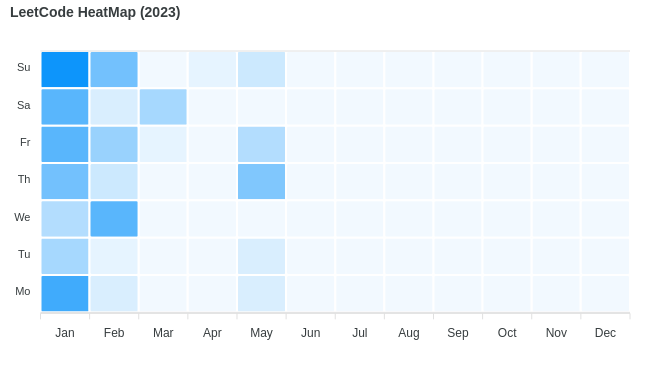 LeetCode HeatMap (2023)
Su
Sa
Fr
Th
We
Tu
Mo
Jan Feb Mar Apr May Jun Jul Aug Sep Oct Nov Dec